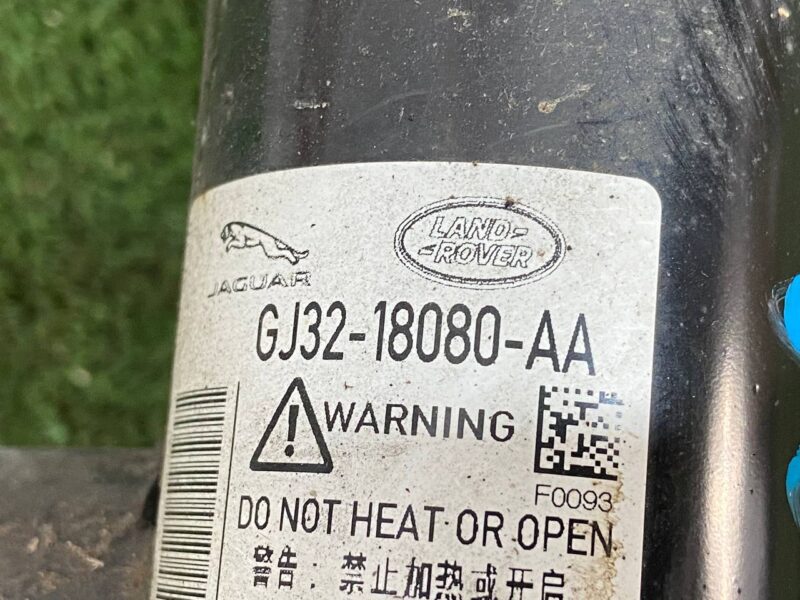 JAGUAR
LAND-
-ROVER
GJ32-18080-AA
WARNING
F0093
DO NOT HEAT OR OPEN
警告：禁止加热或开启